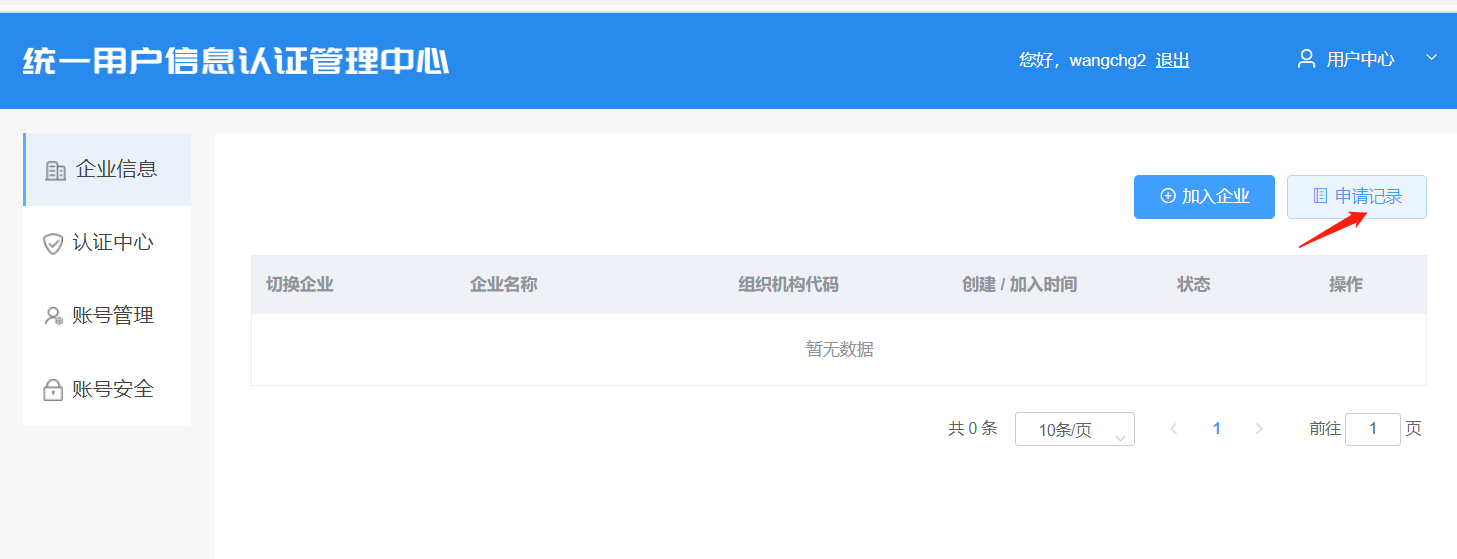 统一用户信息认证管理中心
您好，wangchg2 退出
用户中心
企业信息
认证中心
账号管理
账号安全
加入企业 申请记录
切换企业 企业名称 组织机构代码 创建 / 加入时间 状态 操作
暂无数据
共 0 条 10条/页 1 前往 1 页